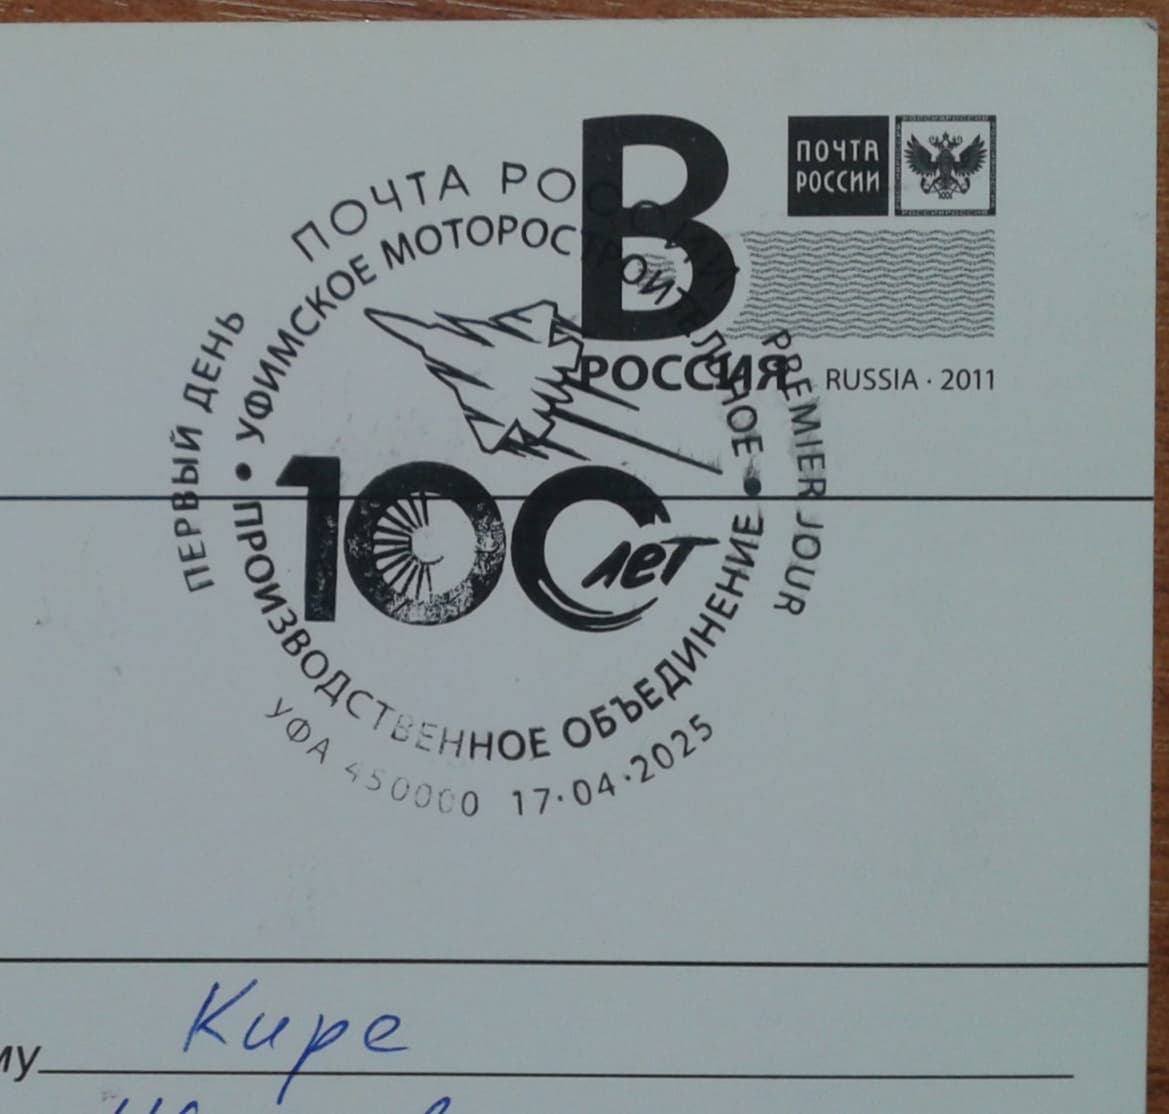 ПОЧТА
РОССИИ
В
РОССИЯ
RUSSIA · 2011
ПОЧТА РОССИИ
ПЕРВЫЙ ДЕНЬ
PREMIER JOUR
• УФИМСКОЕ МОТОРОСТРОИТЕЛЬНОЕ •
ПРОИЗВОДСТВЕННОЕ ОБЪЕДИНЕНИЕ
100 лет
УФА 450000 17·04·2025
Кире